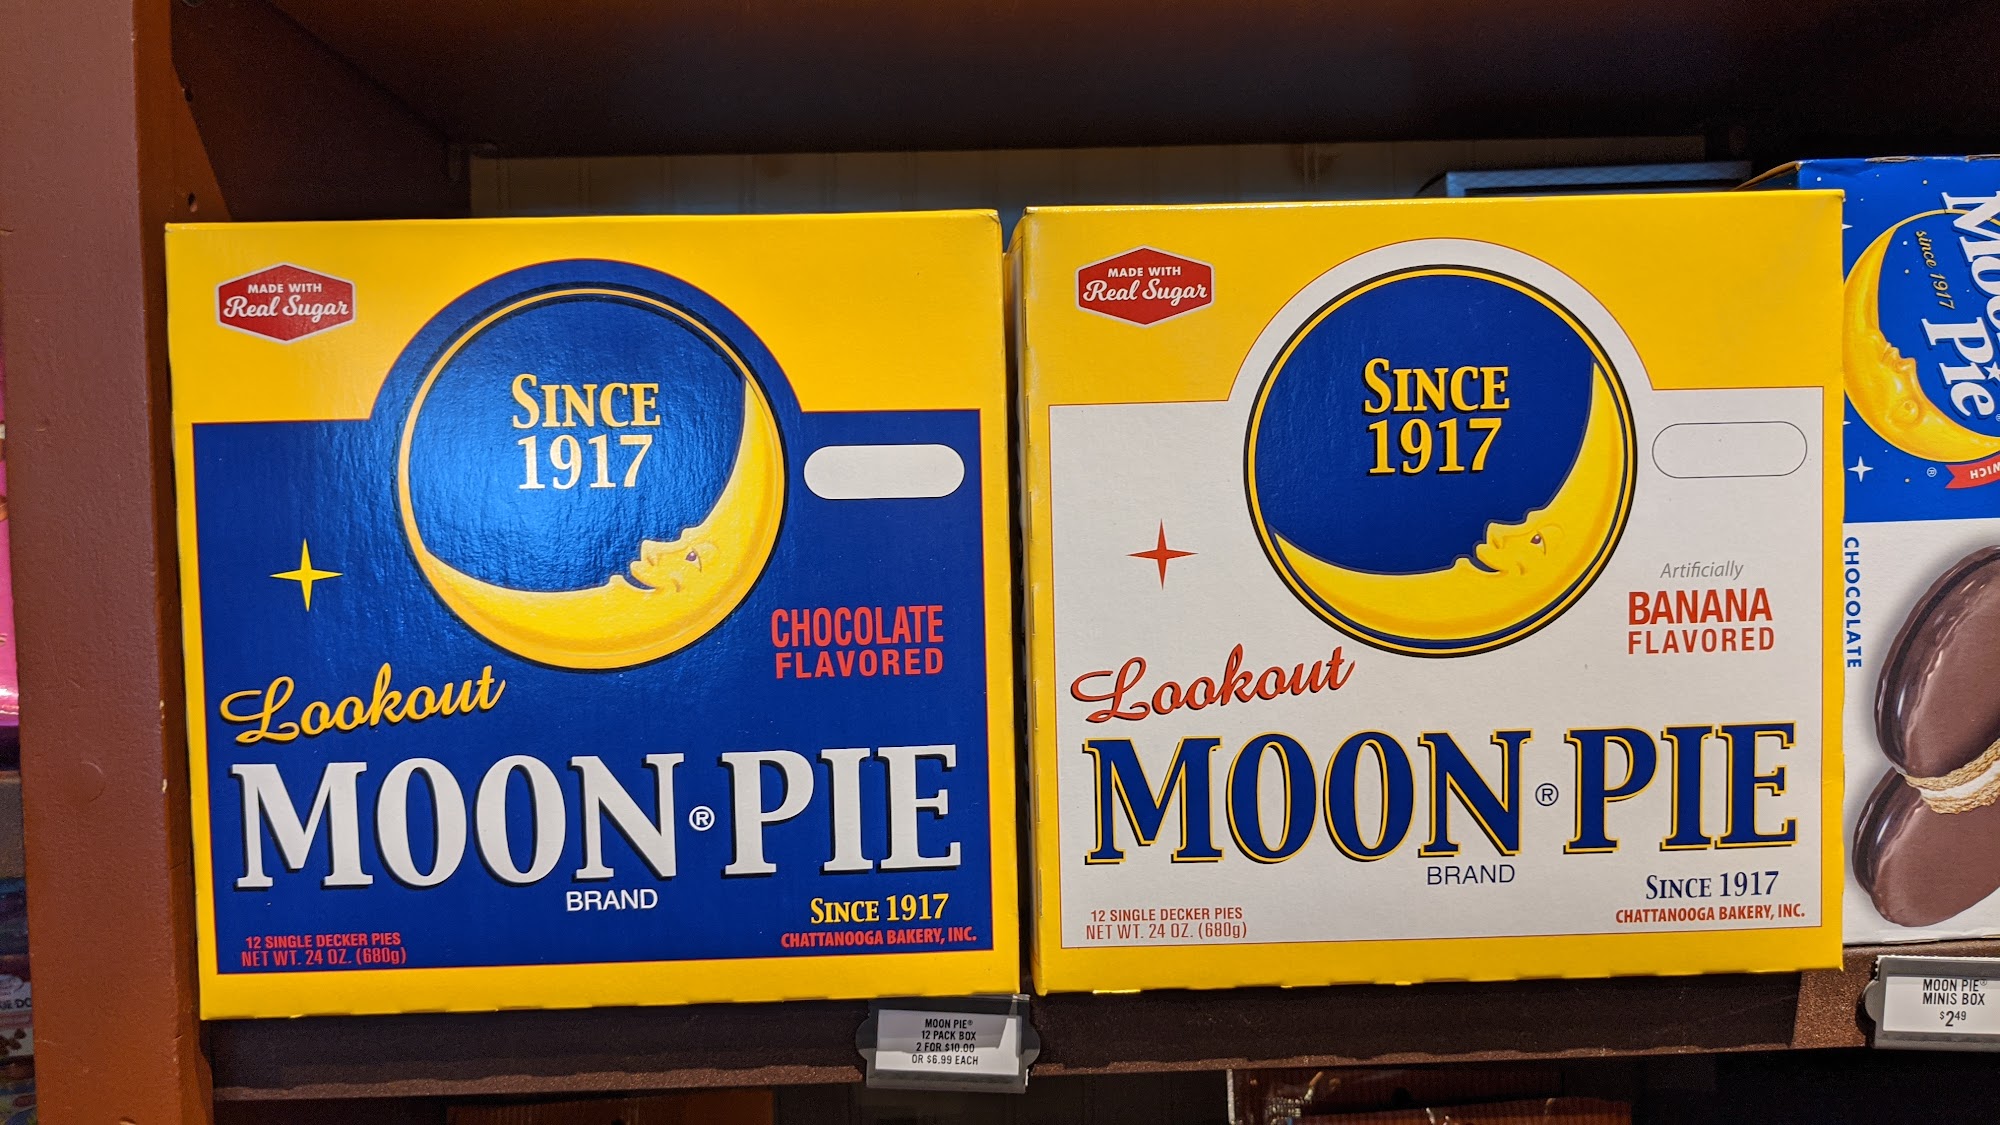 MADE WITH
Real Sugar
SINCE
1917
CHOCOLATE
FLAVORED
Lookout
MOON® PIE
BRAND
SINCE 1917
CHATTANOOGA BAKERY, INC.
12 SINGLE DECKER PIES
NET WT. 24 OZ. (680g)
MADE WITH
Real Sugar
SINCE
1917
Artificially
BANANA
FLAVORED
Lookout
MOON® PIE
BRAND
SINCE 1917
CHATTANOOGA BAKERY, INC.
12 SINGLE DECKER PIES
NET WT. 24 OZ. (680g)
Moon
Pie
since 1917
CHOCOLATE
MOON PIE®
12 PACK BOX
2 FOR $10.00
OR $6.99 EACH
MOON PIE®
MINIS BOX
$2.49